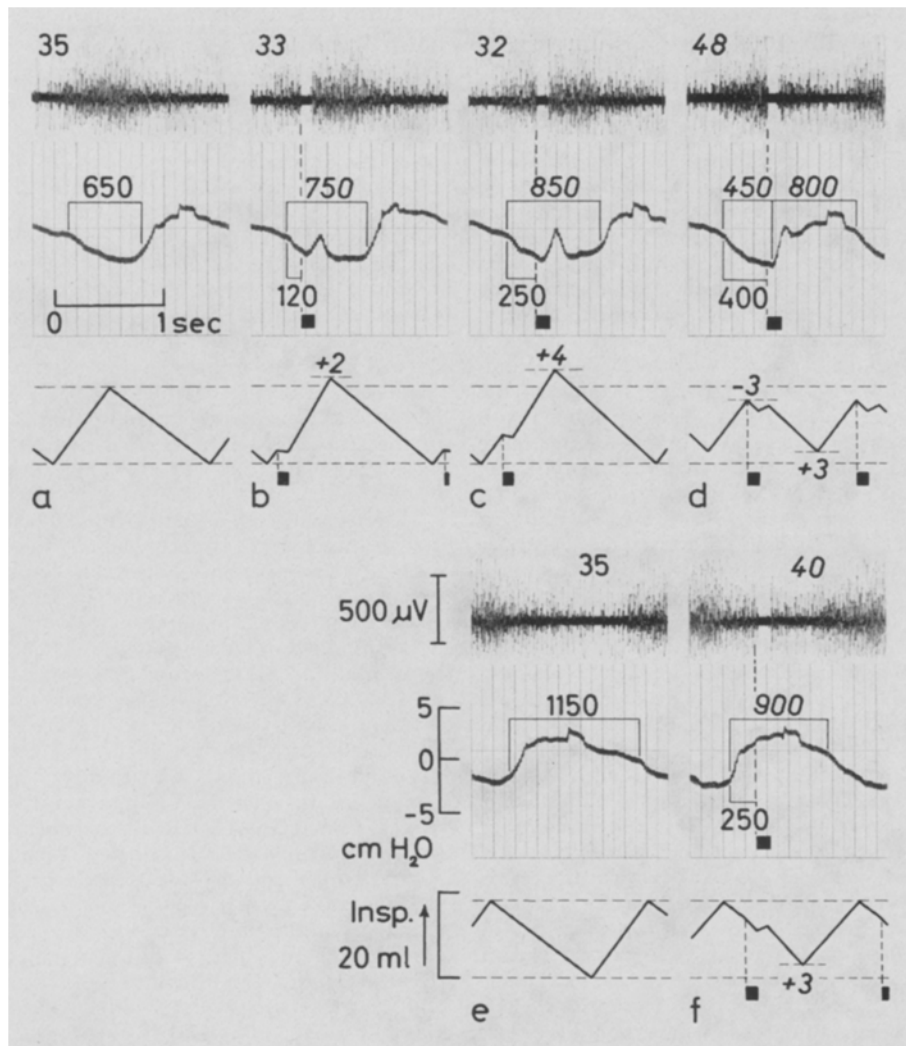 35 33 32 48
650 750 850 450 800
0 1 sec 120 250 400
+2 +4 -3
+3
a b c d
35 40
500 µV
5 1150 900
0
-5 250
cm H₂O
Insp.
20 ml +3
e f